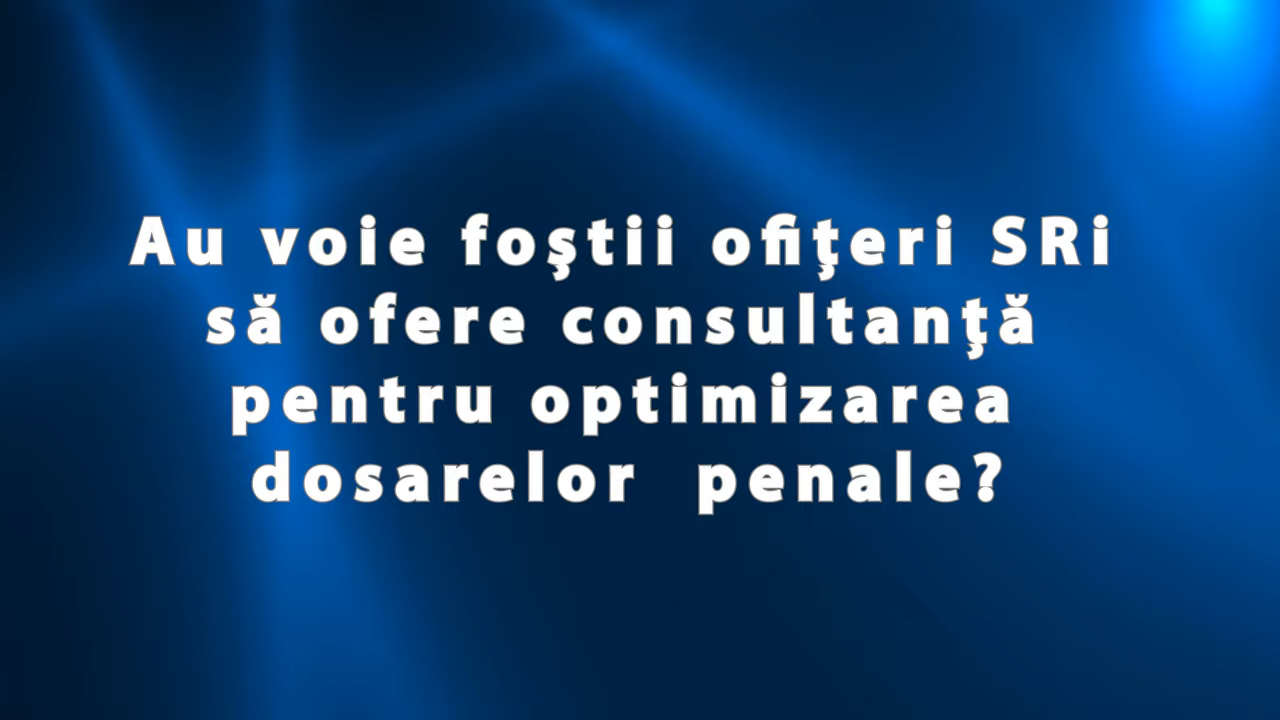 Au voie foştii ofiţeri SRi
să ofere consultanţă
pentru optimizarea
dosarelor penale?